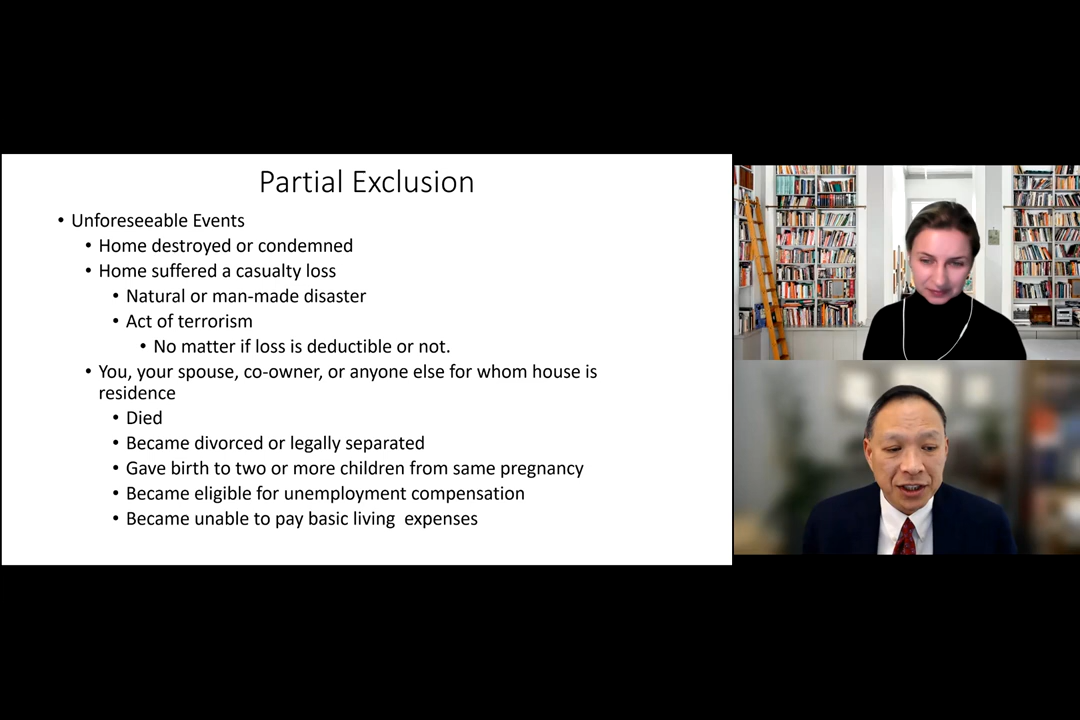 Partial Exclusion
• Unforeseeable Events
• Home destroyed or condemned
• Home suffered a casualty loss
• Natural or man-made disaster
• Act of terrorism
• No matter if loss is deductible or not.
• You, your spouse, co-owner, or anyone else for whom house is
residence
• Died
• Became divorced or legally separated
• Gave birth to two or more children from same pregnancy
• Became eligible for unemployment compensation
• Became unable to pay basic living  expenses